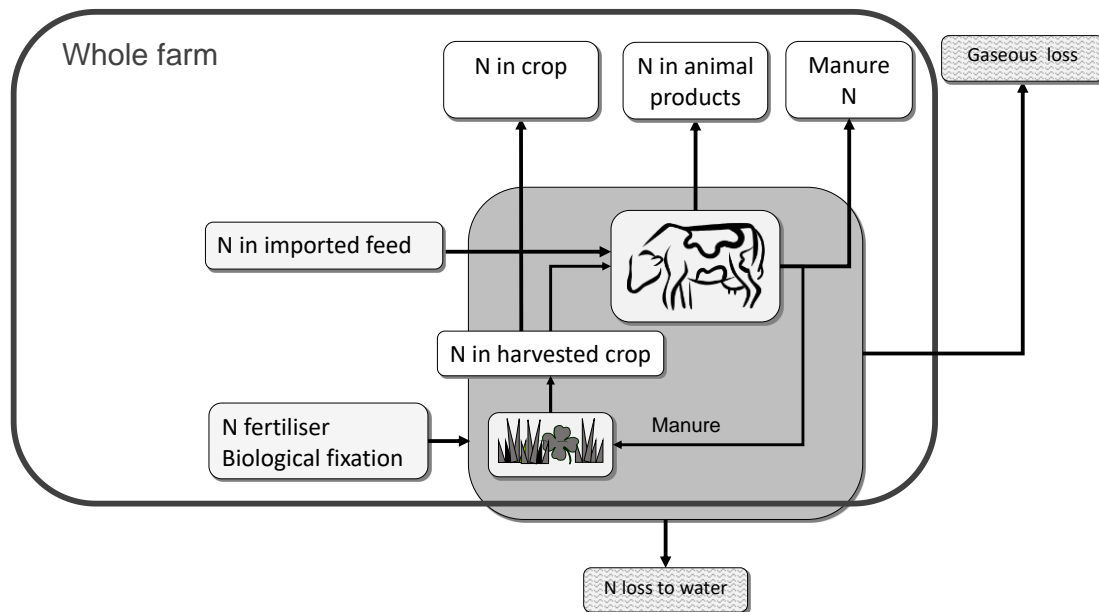 Whole farm
N in crop
N in animal
products
Manure
N
Gaseous loss
N in imported feed
N in harvested crop
N fertiliser
Biological fixation
Manure
N loss to water